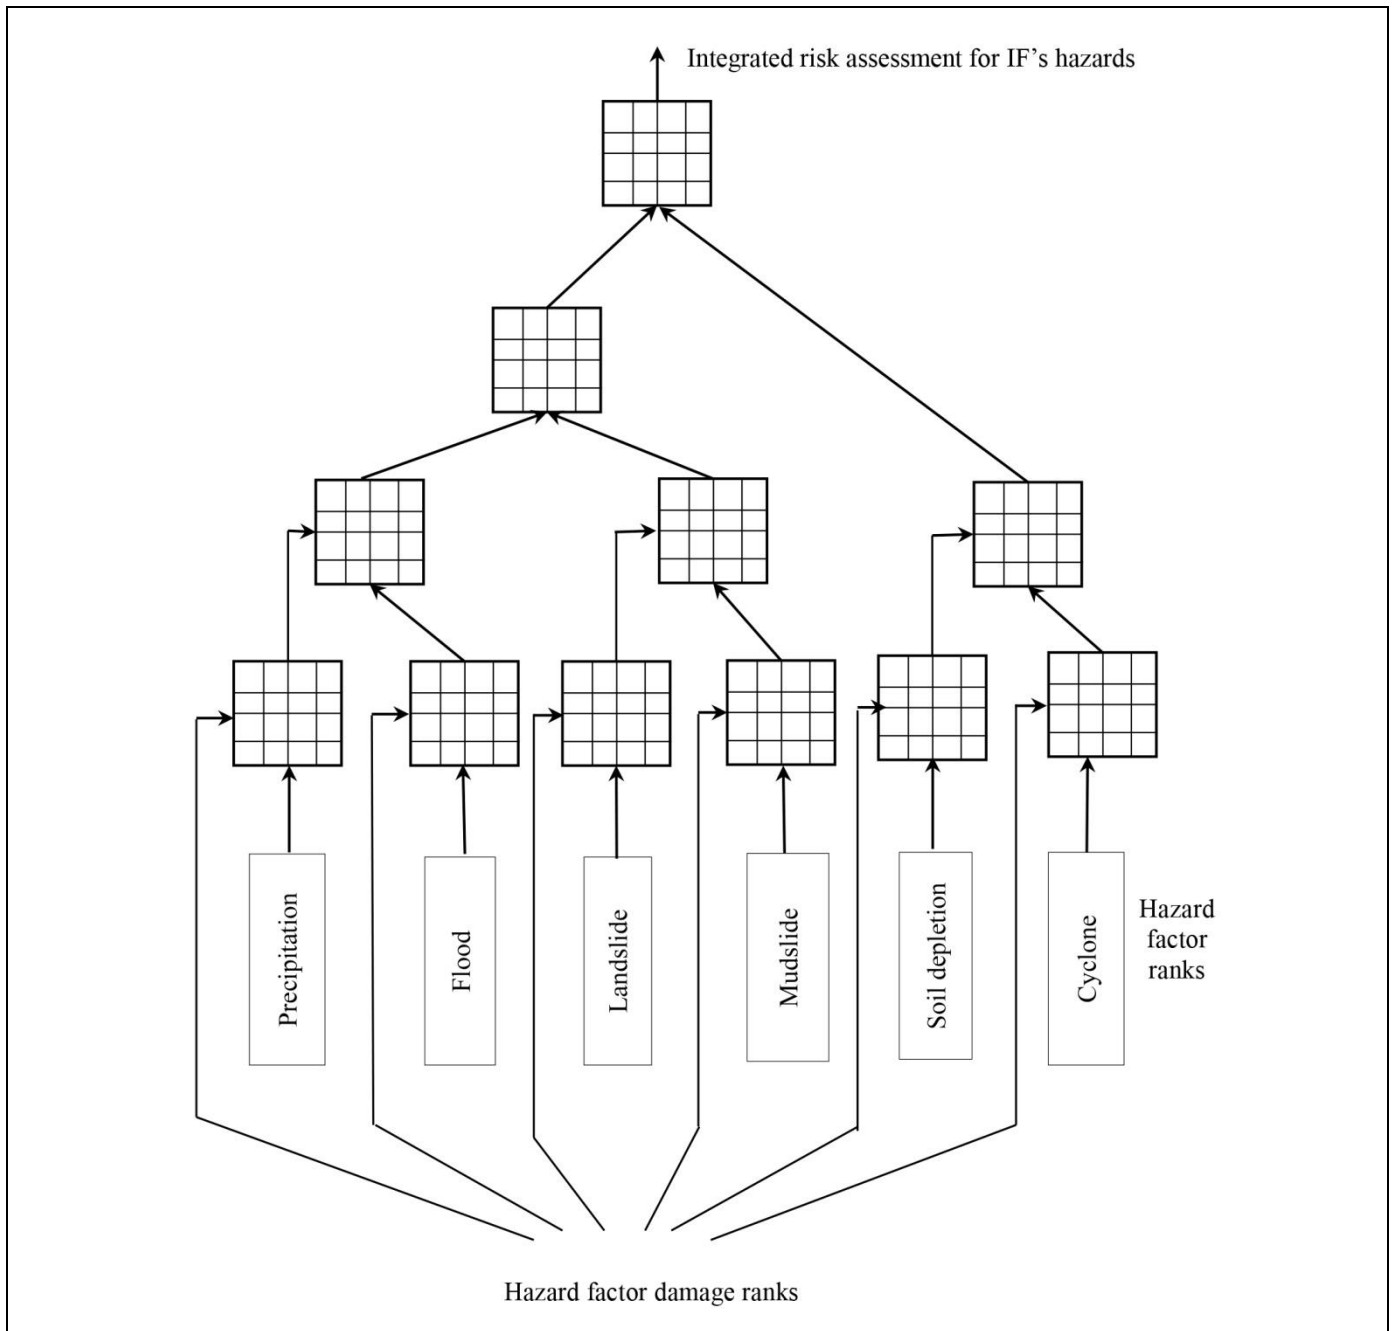 Integrated risk assessment for IF’s hazards
Precipitation
Flood
Landslide
Mudslide
Soil depletion
Cyclone
Hazard
factor
ranks
Hazard factor damage ranks